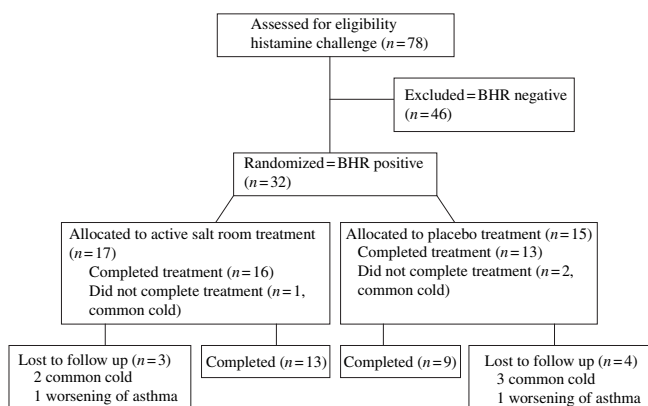 Assessed for eligibility
histamine challenge (n=78)
Excluded=BHR negative
(n=46)
Randomized=BHR positive
(n=32)
Allocated to active salt room treatment
(n=17)
Completed treatment (n=16)
Did not complete treatment (n=1,
common cold)
Allocated to placebo treatment (n=15)
Completed treatment (n=13)
Did not complete treatment (n=2,
common cold)
Lost to follow up (n=3)
2 common cold
1 worsening of asthma
Completed (n=13)
Completed (n=9)
Lost to follow up (n=4)
3 common cold
1 worsening of asthma